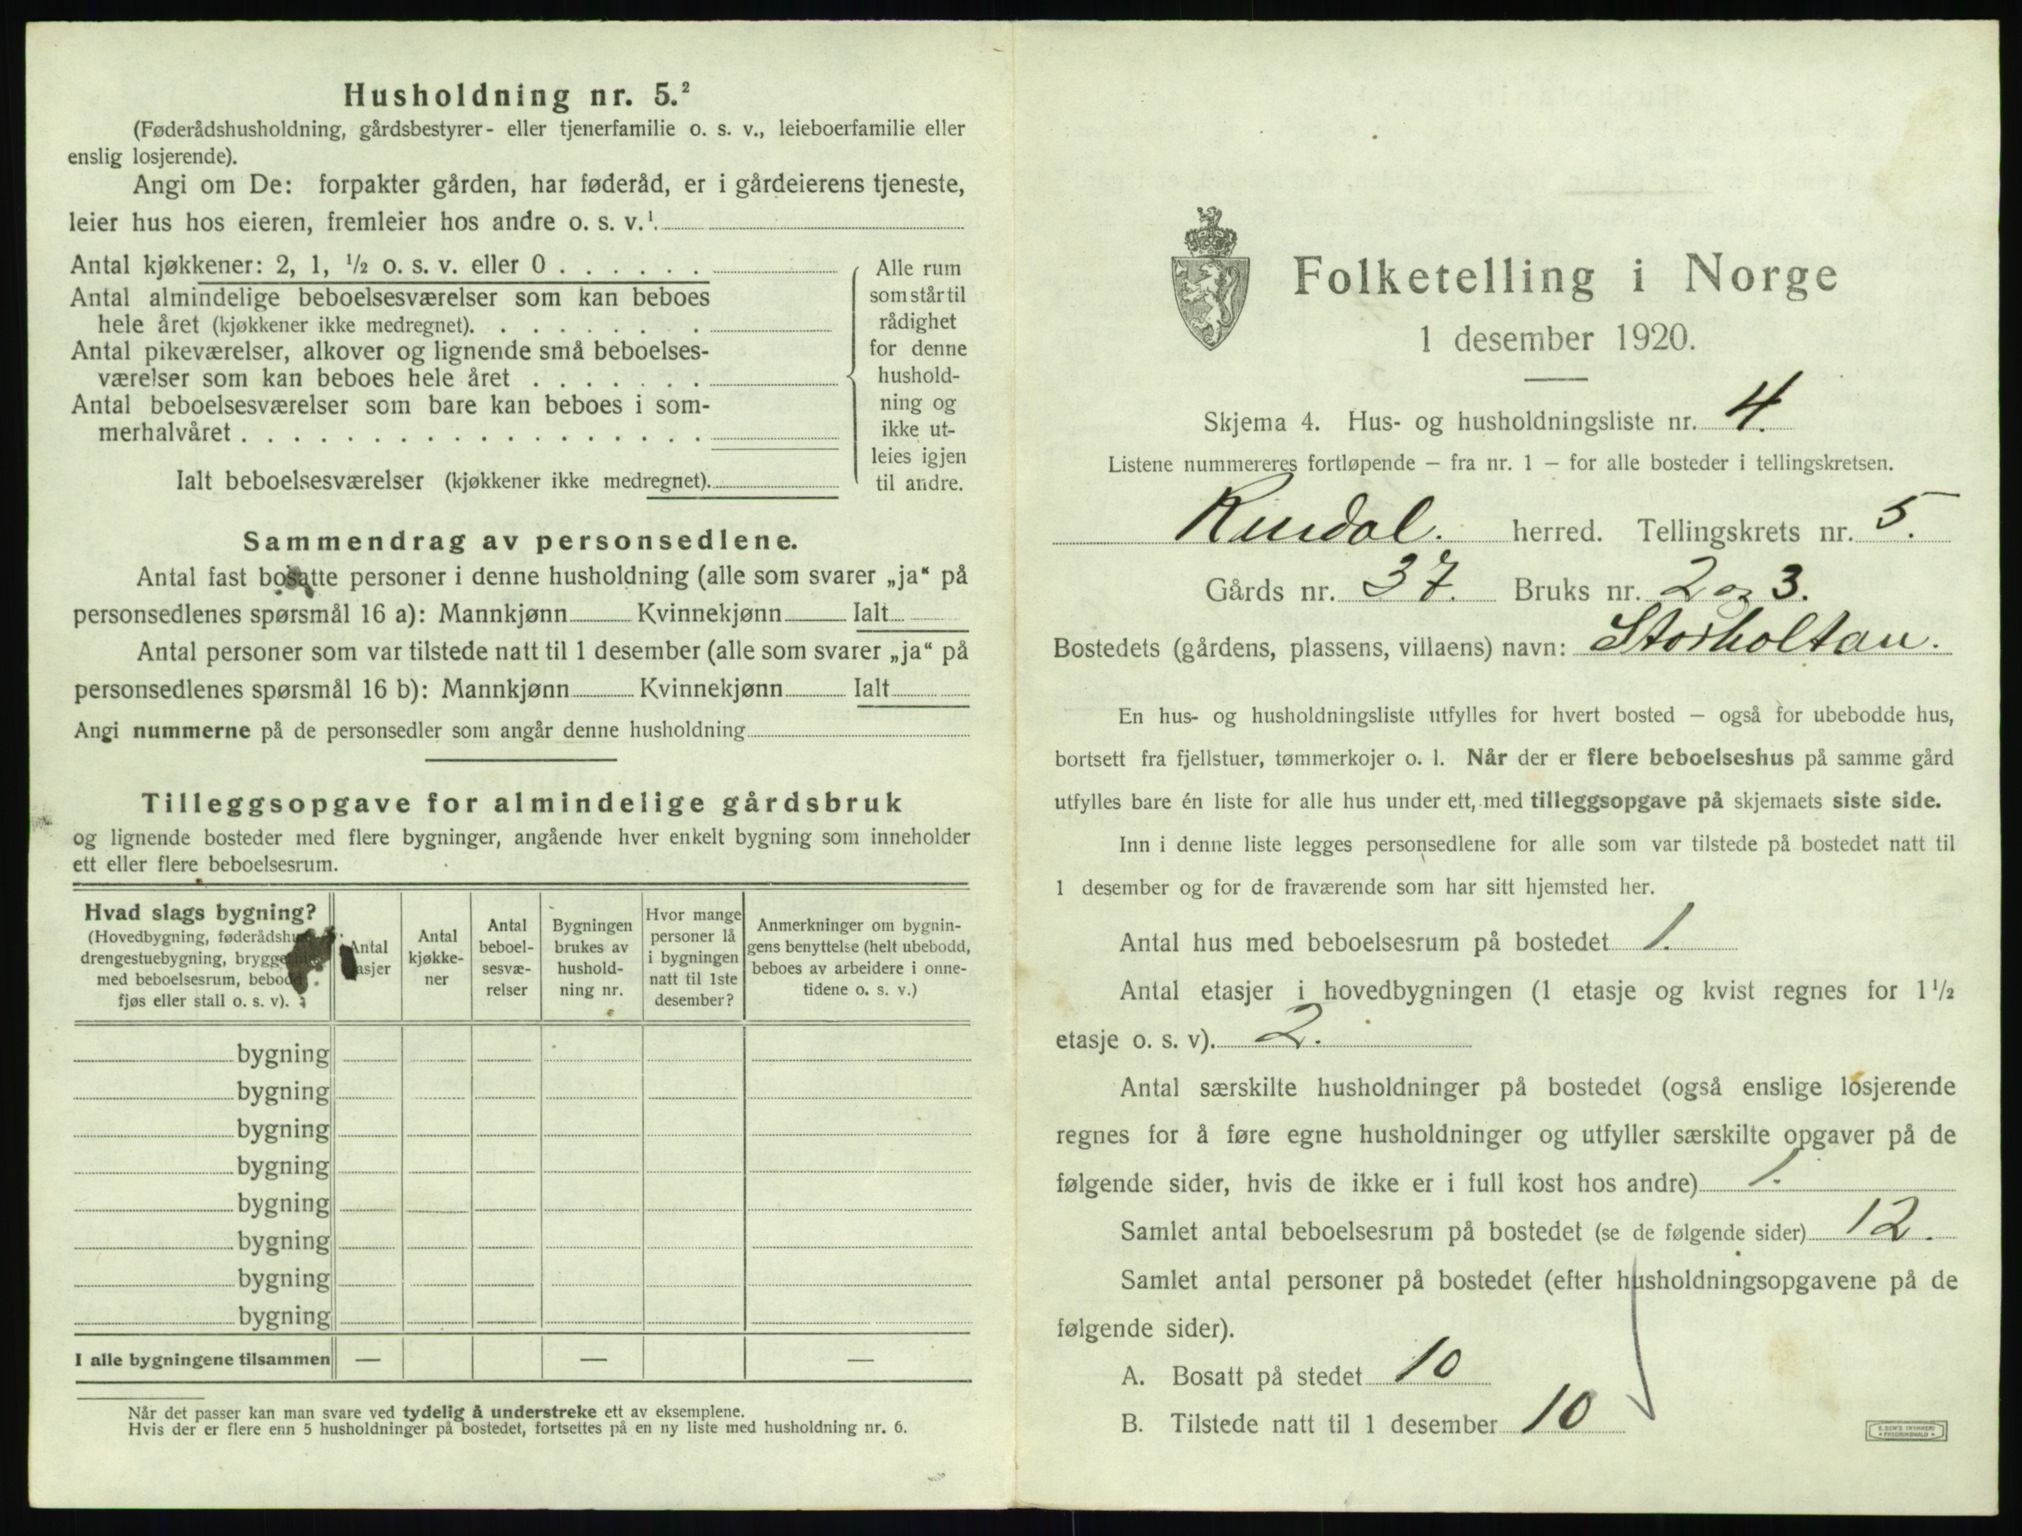 Husholdning nr. 5.²
(Føderådshusholdning, gårdsbestyrer- eller tjenerfamilie o. s. v., leieboerfamilie eller
enslig losjerende).
Angi om De: forpakter gården, har føderåd, er i gårdeierens tjeneste,
leier hus hos eieren, fremleier hos andre o. s. v.¹
Antal kjøkkener: 2, 1, ½ o. s. v. eller 0 . . . . . .
Antal almindelige beboelsesværelser som kan beboes
hele året (kjøkkener ikke medregnet). . . . . . . .
Antal pikeværelser, alkover og lignende små beboelses-
værelser som kan beboes hele året . . . . . . .
Antal beboelsesværelser som bare kan beboes i som-
merhalvåret . . . . . . . . . . . . . . . . . .
Ialt beboelsesværelser (kjøkkener ikke medregnet).
Alle rum
som står til
rådighet
for denne
hushold-
ning og
ikke ut-
leies igjen
til andre.
Sammendrag av personsedlene.
Antal fast bosatte personer i denne husholdning (alle som svarer „ja“ på
personsedlenes spørsmål 16 a): Mannkjønn Kvinnekjønn Ialt
Antal personer som var tilstede natt til 1 desember (alle som svarer „ja“ på
personsedlenes spørsmål 16 b): Mannkjønn Kvinnekjønn Ialt
Angi nummerne på de personsedler som angår denne husholdning
Tilleggsopgave for almindelige gårdsbruk
og lignende bosteder med flere bygninger, angående hver enkelt bygning som inneholder
ett eller flere beboelsesrum.
Hvad slags bygning?
(Hovedbygning, føderådshu
drengestuebygning, brygge
med beboelsesrum, bebodd
fjøs eller stall o. s. v).
Antal
etasjer
Antal
kjøkke-
ner
Antal
beboel-
sesvæ-
relser
Bygningen
brukes av
hushold-
ning nr.
Hvor mange
personer lå
i bygningen
natt til 1ste
desember?
Anmerkninger om bygnin-
gens benyttelse (helt ubebodd,
beboes av arbeidere i onne-
tidene o. s. v.)
bygning
bygning
bygning
bygning
bygning
bygning
bygning
bygning
I alle bygningene tilsammen — — —
Når det passer kan man svare ved tydelig å understreke ett av eksemplene.
Hvis der er flere enn 5 husholdninger på bostedet, fortsettes på en ny liste med husholdning nr. 6.
Folketelling i Norge
1 desember 1920.
Skjema 4. Hus- og husholdningsliste nr. 4.
Listene nummereres fortløpende — fra nr. 1 — for alle bosteder i tellingskretsen.
Rindal. herred. Tellingskrets nr. 5.
Gårds nr. 37. Bruks nr. 2 og 3.
Bostedets (gårdens, plassens, villaens) navn: Storholtan.
En hus- og husholdningsliste utfylles for hvert bosted — også for ubebodde hus,
bortsett fra fjellstuer, tømmerkojer o. l. Når der er flere beboelseshus på samme gård
utfylles bare én liste for alle hus under ett, med tilleggsopgave på skjemaets siste side.
Inn i denne liste legges personsedlene for alle som var tilstede på bostedet natt til
1 desember og for de fraværende som har sitt hjemsted her.
Antal hus med beboelsesrum på bostedet 1.
Antal etasjer i hovedbygningen (1 etasje og kvist regnes for 1½
etasje o. s. v). 2.
Antal særskilte husholdninger på bostedet (også enslige losjerende
regnes for å føre egne husholdninger og utfyller særskilte opgaver på de
følgende sider, hvis de ikke er i full kost hos andre) 1.
Samlet antal beboelsesrum på bostedet (se de følgende sider) 12.
Samlet antal personer på bostedet (efter husholdningsopgavene på de
følgende sider).
A. Bosatt på stedet 10
B. Tilstede natt til 1 desember 10